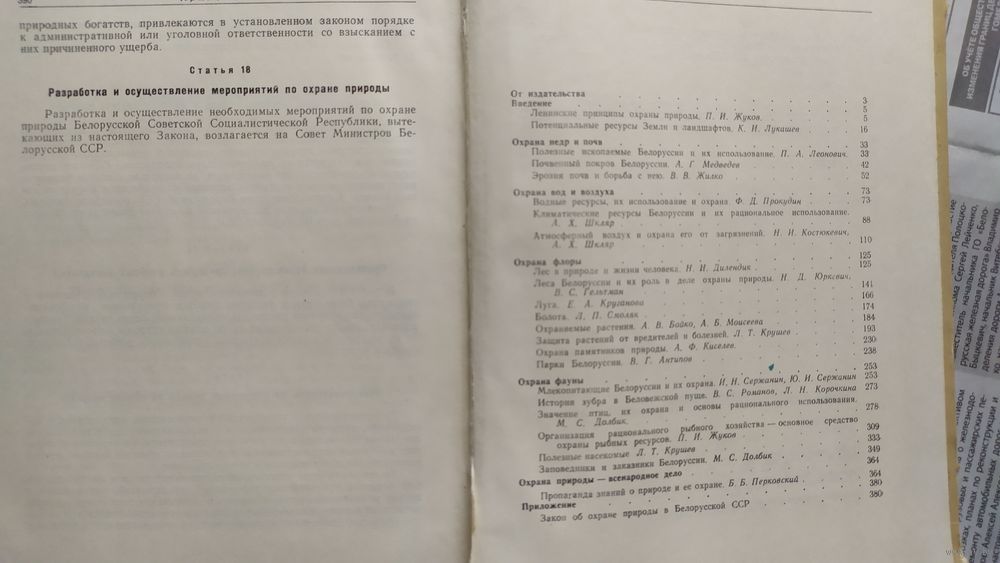 390
природных богатств, привлекаются в установленном законом порядке
к административной или уголовной ответственности со взысканием с
них причиненного ущерба.
Статья 18
Разработка и осуществление мероприятий по охране природы
Разработка и осуществление необходимых мероприятий по охране
природы Белорусской Советской Социалистической Республики, выте-
кающих из настоящего Закона, возлагается на Совет Министров Бе-
лорусской ССР.
От издательства 3
Введение 5
Ленинские принципы охраны природы. П. И. Жуков. 5
Потенциальные ресурсы Земли и ландшафтов. К. И. Лукашев 16
Охрана недр и почв 33
Полезные ископаемые Белоруссии и их использование. П. А. Леонович. 33
Почвенный покров Белоруссии. А. Г. Медведев 42
Эрозия почв и борьба с нею. В. В. Жилко 52
Охрана вод и воздуха 73
Водные ресурсы, их использование и охрана. Ф. Д. Прокудин 73
Климатические ресурсы Белоруссии и их рациональное использование.
А. Х. Шкляр 88
Атмосферный воздух и охрана его от загрязнений. Н. И. Костюкевич,
А. Х. Шкляр 110
Охрана флоры 125
Лес в природе и жизни человека. Н. И. Дилендик 125
Леса Белоруссии и их роль в деле охраны природы. Н. Д. Юркевич,
В. С. Гельтман 141
Луга. Е. А. Круганова 166
Болота. Л. П. Смоляк 174
Охраняемые растения. А. В. Бойко, А. Б. Моисеева 184
Защита растений от вредителей и болезней. Л. Т. Крушев 193
Охрана памятников природы. А. Ф. Киселев. 230
Парки Белоруссии. В. Г. Антипов 238
Охрана фауны 253
Млекопитающие Белоруссии и их охрана. И. Н. Сержанин, Ю. И. Сержанин 253
История зубра в Беловежской пуще. В. С. Романов, Л. Н. Корочкина 273
Значение птиц, их охрана и основы рационального использования.
М. С. Долбик. 278
Организация рационального рыбного хозяйства — основное средство
охраны рыбных ресурсов. П. И. Жуков 309
Полезные насекомые Л. Т. Крушев 333
Заповедники и заказники Белоруссии. М. С. Долбик 349
Охрана природы — всенародное дело 364
Пропаганда знаний о природе и ее охране. Б. Б. Перковский 364
Приложение 380
Закон об охране природы в Белорусской ССР 380
ОБ УЧЁТЕ ОБЩЕСТ
ИЗМЕНЕНИЯ ГРАНИЦ